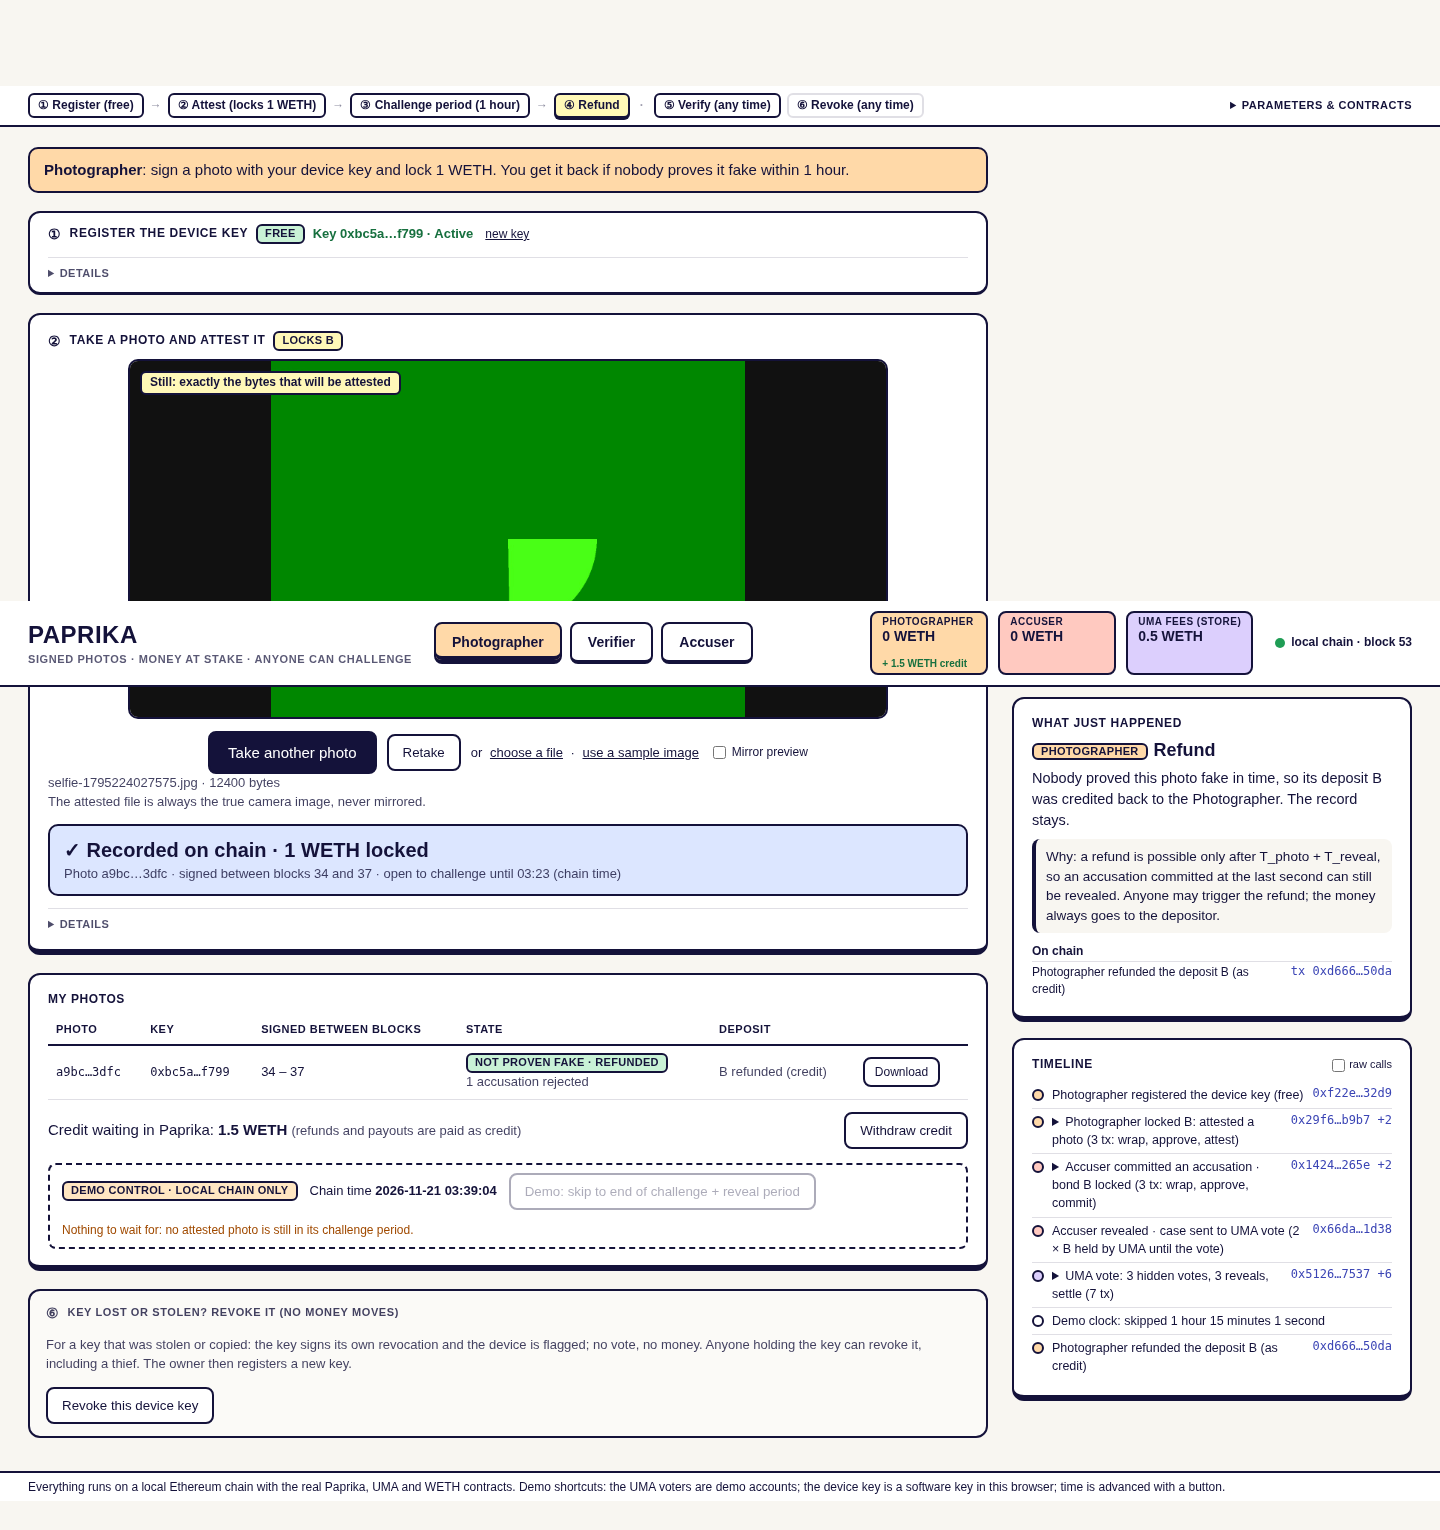 ① Register (free) → ② Attest (locks 1 WETH) → ③ Challenge period (1 hour) → ④ Refund · ⑤ Verify (any time) ⑥ Revoke (any time) ▶ PARAMETERS & CONTRACTS
Photographer: sign a photo with your device key and lock 1 WETH. You get it back if nobody proves it fake within 1 hour.
① REGISTER THE DEVICE KEY FREE Key 0xbc5a…f799 · Active new key
▶ DETAILS
② TAKE A PHOTO AND ATTEST IT LOCKS B
Still: exactly the bytes that will be attested
PAPRIKA
SIGNED PHOTOS · MONEY AT STAKE · ANYONE CAN CHALLENGE
Photographer Verifier Accuser
PHOTOGRAPHER
0 WETH
+ 1.5 WETH credit
ACCUSER
0 WETH
UMA FEES (STORE)
0.5 WETH
local chain · block 53
Take another photo Retake or choose a file · use a sample image Mirror preview
selfie-1795224027575.jpg · 12400 bytes
The attested file is always the true camera image, never mirrored.
✓ Recorded on chain · 1 WETH locked
Photo a9bc…3dfc · signed between blocks 34 and 37 · open to challenge until 03:23 (chain time)
▶ DETAILS
MY PHOTOS
PHOTO KEY SIGNED BETWEEN BLOCKS STATE DEPOSIT
a9bc…3dfc 0xbc5a…f799 34 – 37 NOT PROVEN FAKE · REFUNDED B refunded (credit) Download
1 accusation rejected
Credit waiting in Paprika: 1.5 WETH (refunds and payouts are paid as credit) Withdraw credit
DEMO CONTROL · LOCAL CHAIN ONLY Chain time 2026-11-21 03:39:04 Demo: skip to end of challenge + reveal period
Nothing to wait for: no attested photo is still in its challenge period.
⑥ KEY LOST OR STOLEN? REVOKE IT (NO MONEY MOVES)
For a key that was stolen or copied: the key signs its own revocation and the device is flagged; no vote, no money. Anyone holding the key can revoke it,
including a thief. The owner then registers a new key.
Revoke this device key
WHAT JUST HAPPENED
PHOTOGRAPHER Refund
Nobody proved this photo fake in time, so its deposit B
was credited back to the Photographer. The record
stays.
Why: a refund is possible only after T_photo + T_reveal,
so an accusation committed at the last second can still
be revealed. Anyone may trigger the refund; the money
always goes to the depositor.
On chain
Photographer refunded the deposit B (as tx 0xd666…50da
credit)
TIMELINE raw calls
Photographer registered the device key (free) 0xf22e…32d9
▶ Photographer locked B: attested a 0x29f6…b9b7 +2
photo (3 tx: wrap, approve, attest)
▶ Accuser committed an accusation · 0x1424…265e +2
bond B locked (3 tx: wrap, approve,
commit)
Accuser revealed · case sent to UMA vote (2 0x66da…1d38
× B held by UMA until the vote)
▶ UMA vote: 3 hidden votes, 3 reveals, 0x5126…7537 +6
settle (7 tx)
Demo clock: skipped 1 hour 15 minutes 1 second
Photographer refunded the deposit B (as 0xd666…50da
credit)
Everything runs on a local Ethereum chain with the real Paprika, UMA and WETH contracts. Demo shortcuts: the UMA voters are demo accounts; the device key is a software key in this browser; time is advanced with a button.